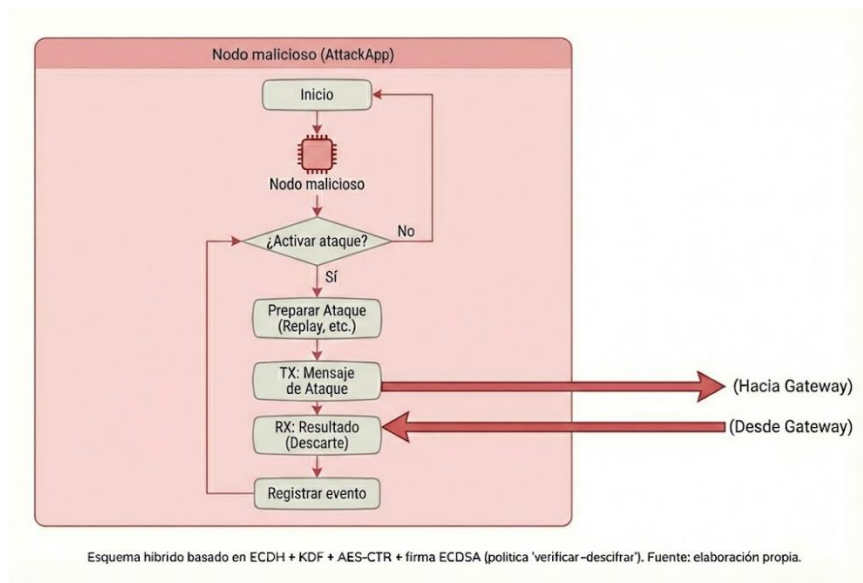 Nodo malicioso (AttackApp)
Inicio
Nodo malicioso
¿Activar ataque?
No
Sí
Preparar Ataque
(Replay, etc.)
TX: Mensaje
de Ataque
(Hacia Gateway)
RX: Resultado
(Descarte)
(Desde Gateway)
Registrar evento
Esquema híbrido basado en ECDH + KDF + AES-CTR + firma ECDSA (política 'verificar–descifrar'). Fuente: elaboración propia.